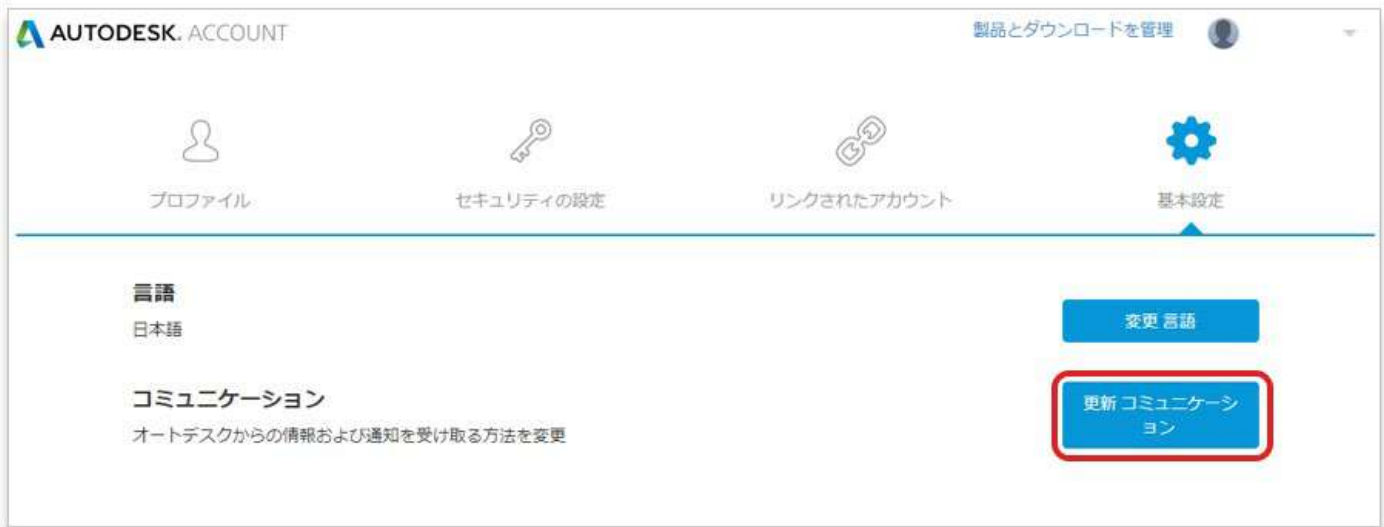 AUTODESK. ACCOUNT
製品とダウンロードを管理
プロファイル
セキュリティの設定
リンクされたアカウント
基本設定
言語
日本語
変更 言語
コミュニケーション
オートデスクからの情報および通知を受け取る方法を変更
更新 コミュニケーシ
ョン